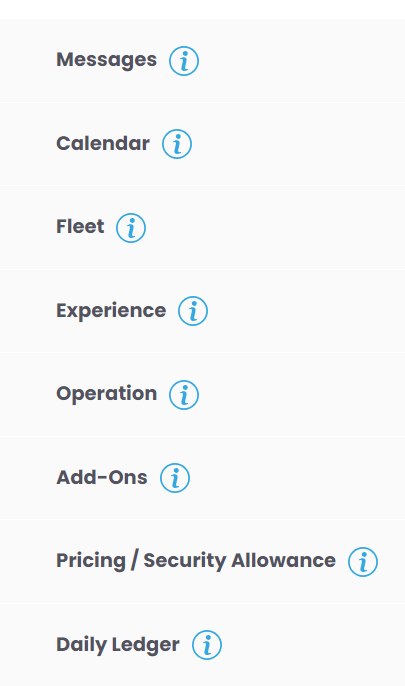 Messages
Calendar
Fleet
Experience
Operation
Add-Ons
Pricing / Security Allowance
Daily Ledger